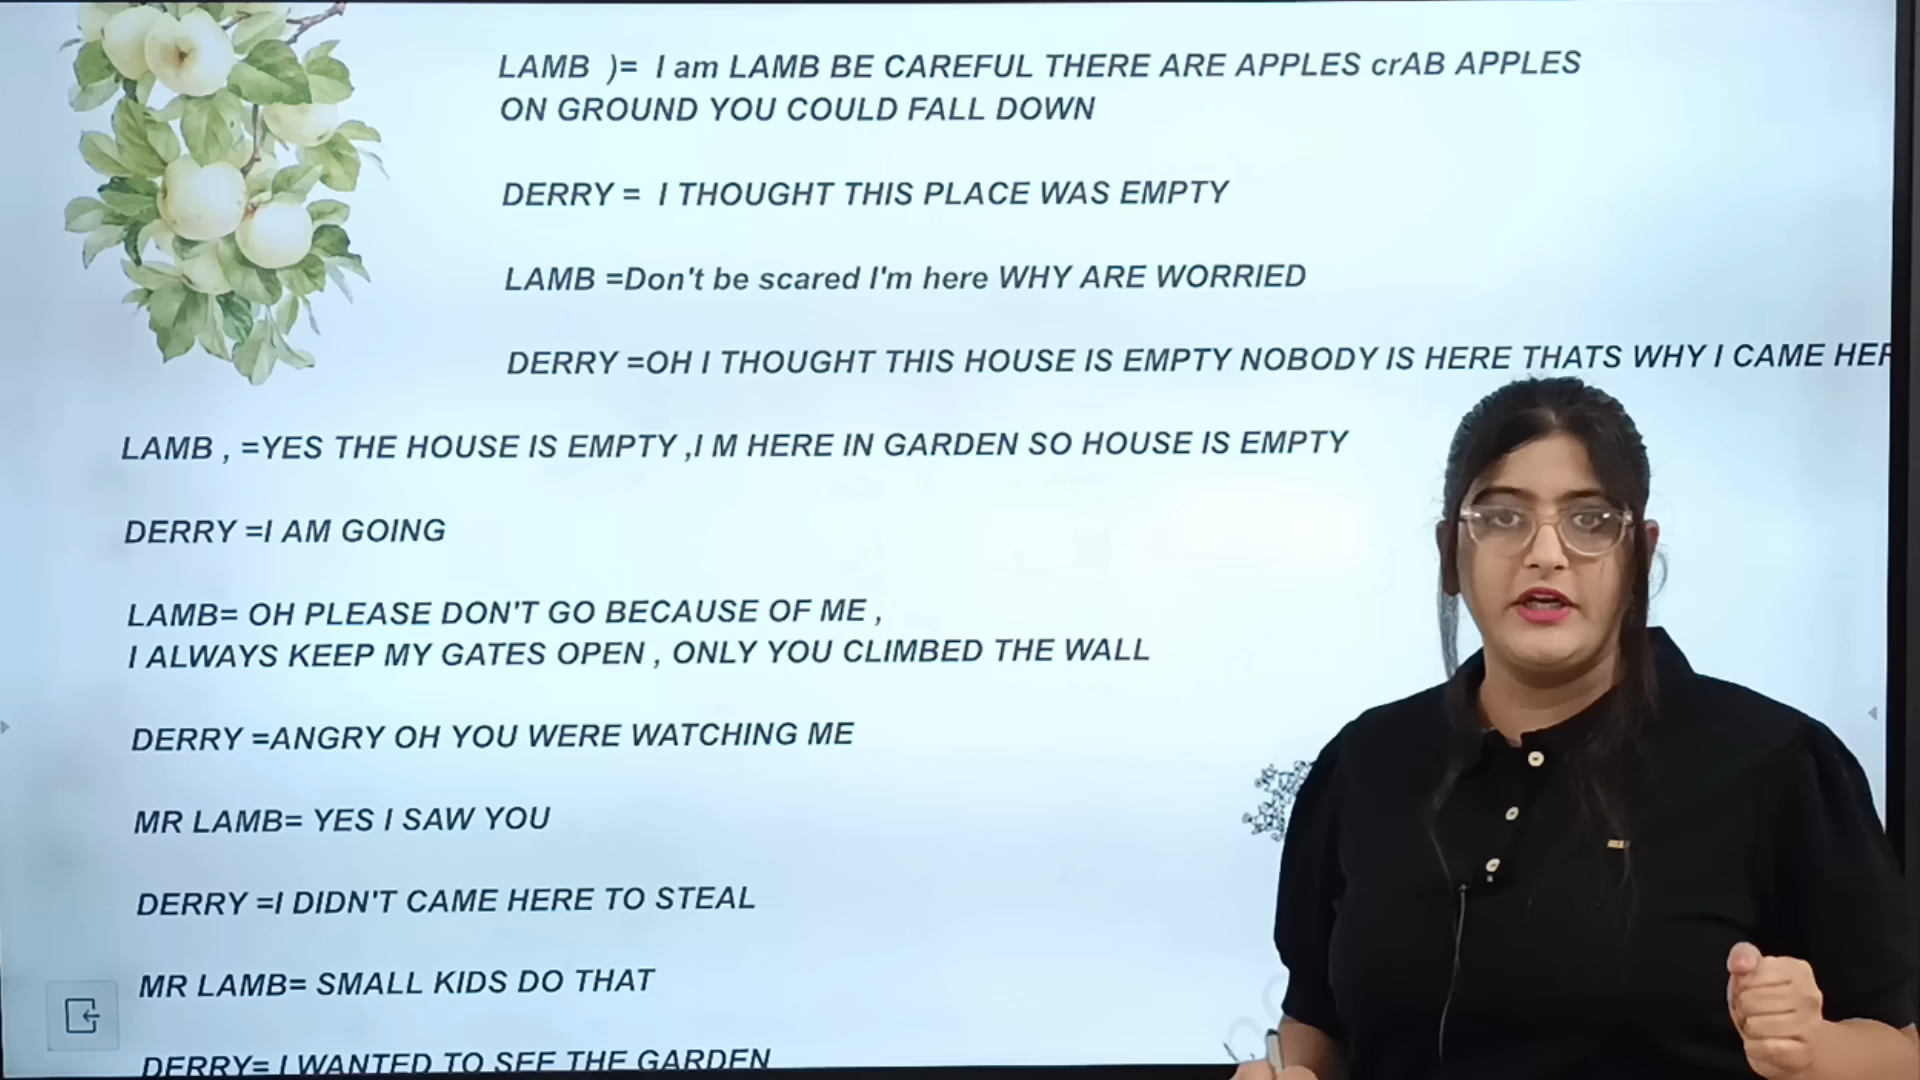 LAMB )= I am LAMB BE CAREFUL THERE ARE APPLES crAB APPLES
ON GROUND YOU COULD FALL DOWN
DERRY = I THOUGHT THIS PLACE WAS EMPTY
LAMB =Don't be scared I'm here WHY ARE WORRIED
DERRY =OH I THOUGHT THIS HOUSE IS EMPTY NOBODY IS HERE THATS WHY I CAME
LAMB , =YES THE HOUSE IS EMPTY ,I M HERE IN GARDEN SO HOUSE IS EMPTY
DERRY =I AM GOING
LAMB= OH PLEASE DON'T GO BECAUSE OF ME ,
I ALWAYS KEEP MY GATES OPEN , ONLY YOU CLIMBED THE WALL
DERRY =ANGRY OH YOU WERE WATCHING ME
MR LAMB= YES I SAW YOU
DERRY =I DIDN'T CAME HERE TO STEAL
MR LAMB= SMALL KIDS DO THAT
DERRY= I WANTED TO SEE THE GARDEN